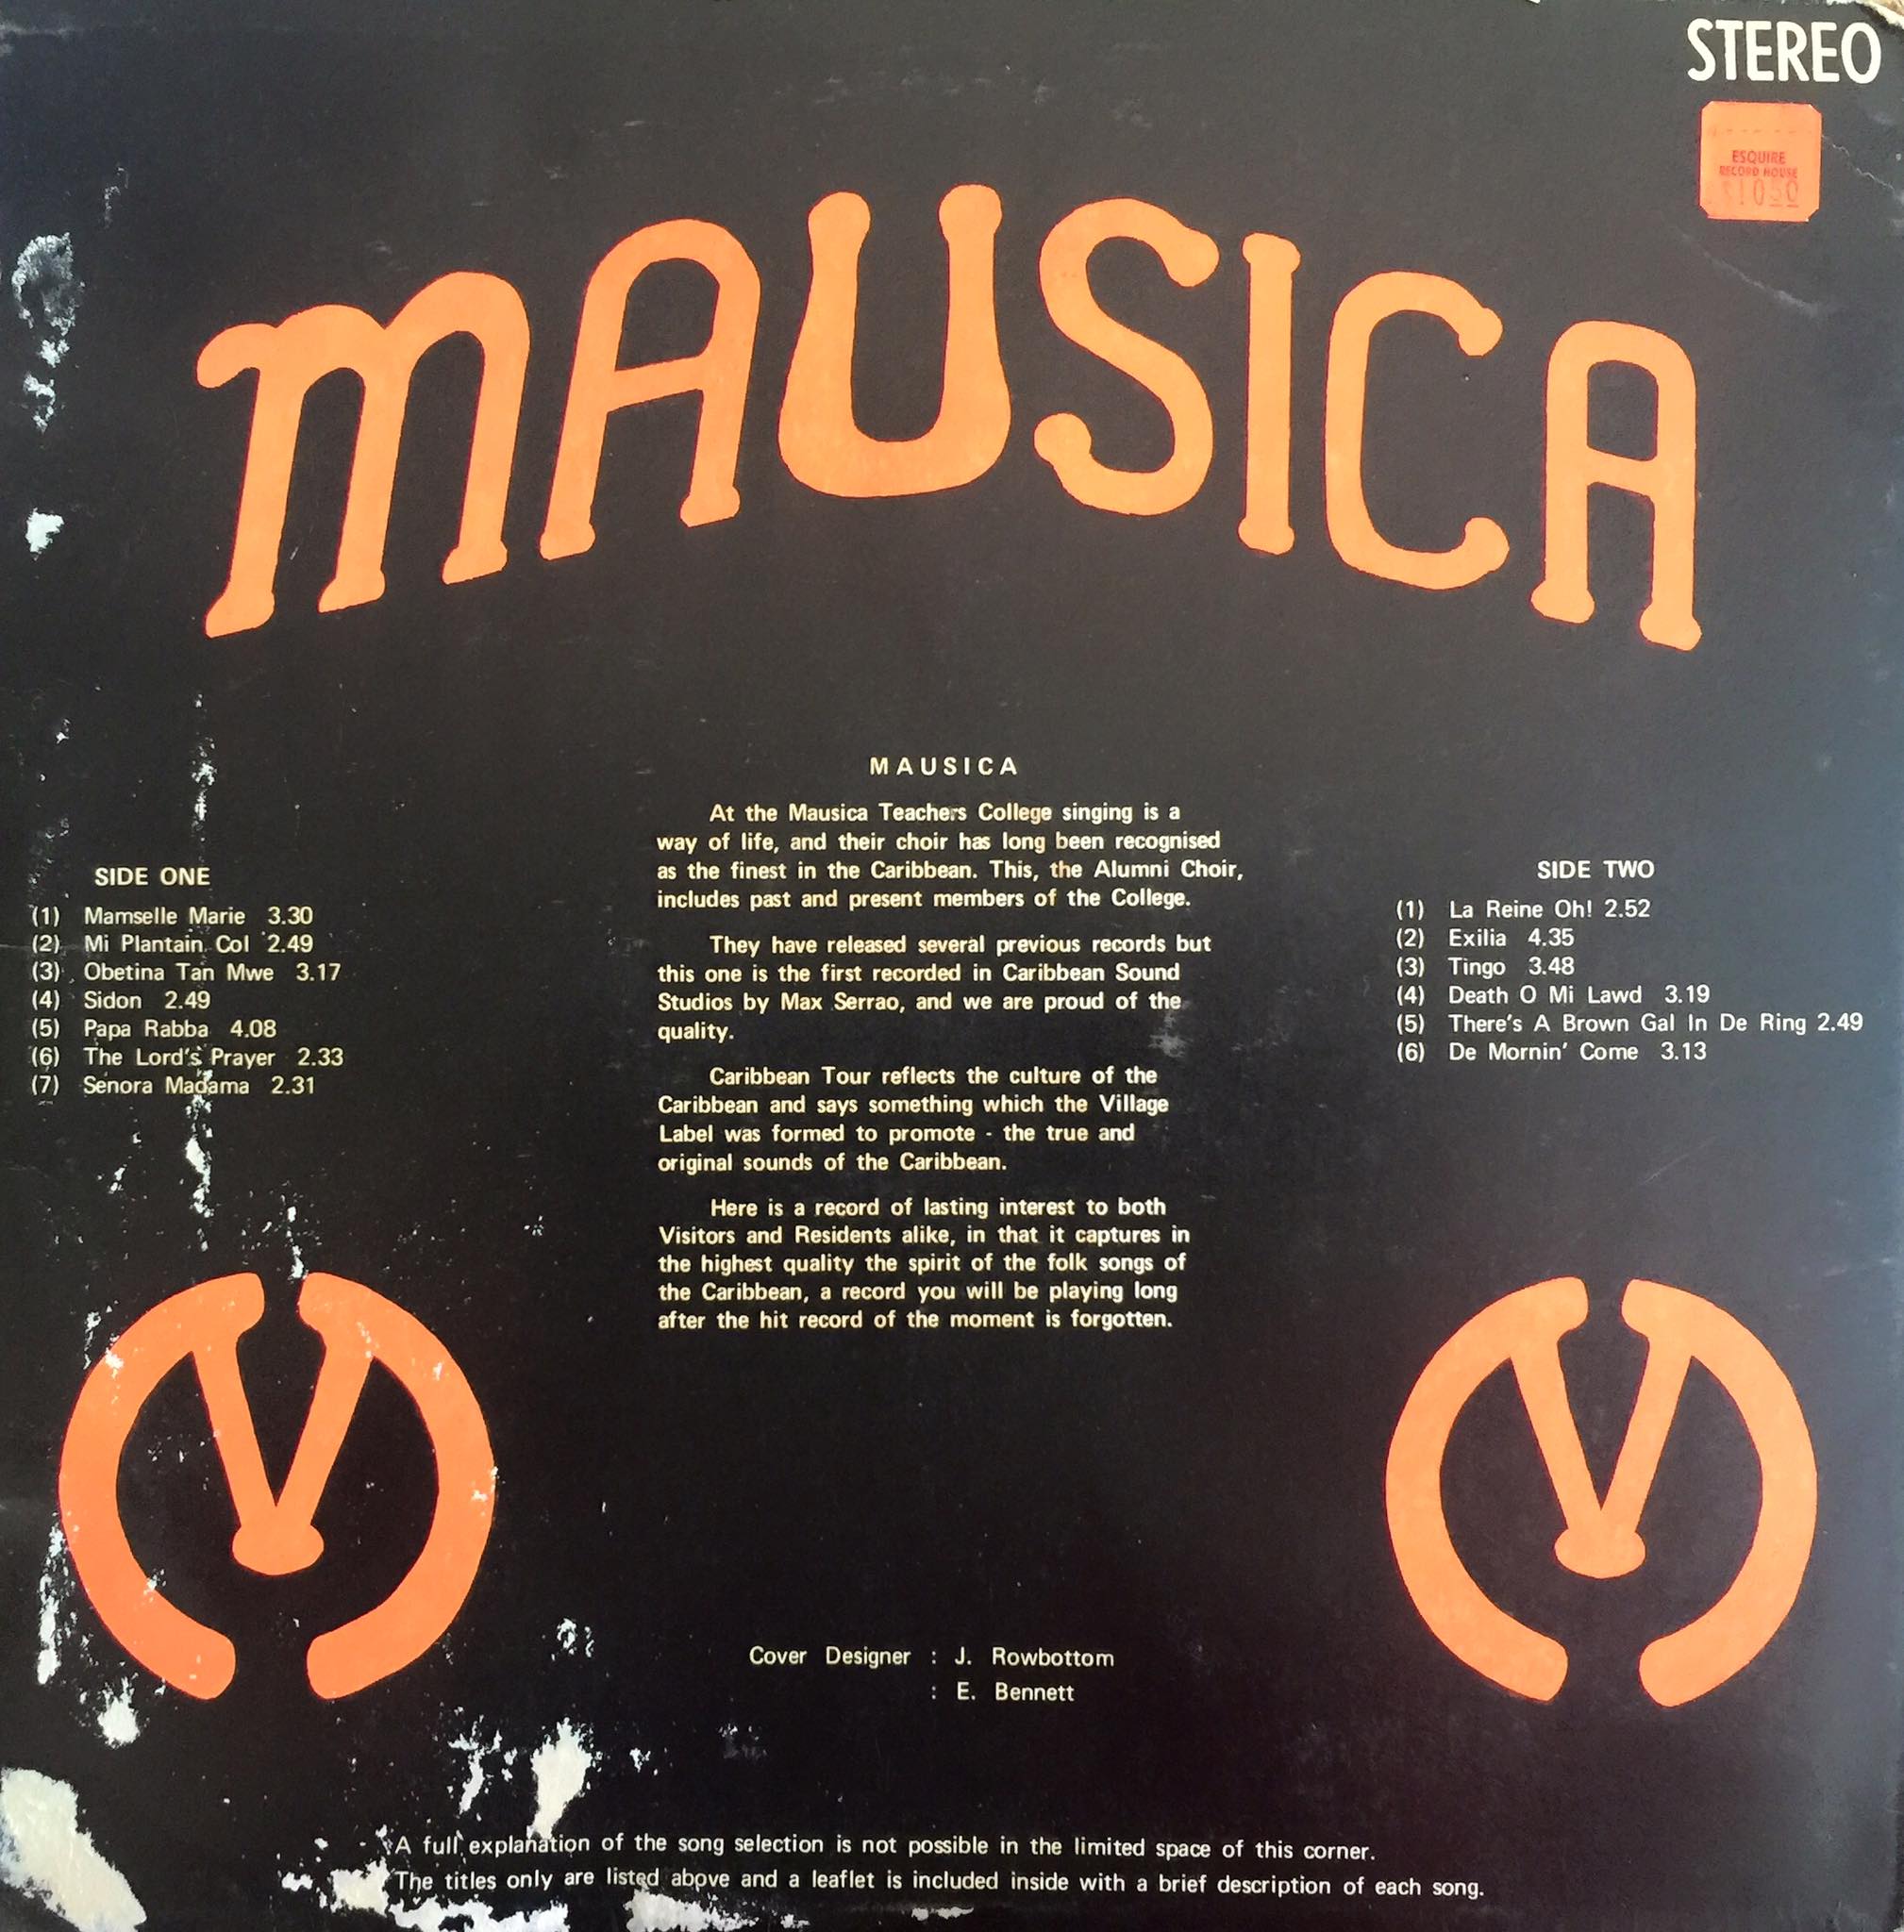 STEREO
ESQUIRE
RECORD HOUSE
MAUSICA
MAUSICA
At the Mausica Teachers College singing is a
way of life, and their choir has long been recognised
as the finest in the Caribbean. This, the Alumni Choir,
includes past and present members of the College.
They have released several previous records but
this one is the first recorded in Caribbean Sound
Studios by Max Serrao, and we are proud of the
quality.
Caribbean Tour reflects the culture of the
Caribbean and says something which the Village
Label was formed to promote - the true and
original sounds of the Caribbean.
Here is a record of lasting interest to both
Visitors and Residents alike, in that it captures in
the highest quality the spirit of the folk songs of
the Caribbean, a record you will be playing long
after the hit record of the moment is forgotten.
SIDE ONE
(1) Mamselle Marie 3.30
(2) Mi Plantain Col 2.49
(3) Obetina Tan Mwe 3.17
(4) Sidon 2.49
(5) Papa Rabba 4.08
(6) The Lord's Prayer 2.33
(7) Senora Madama 2.31
SIDE TWO
(1) La Reine Oh! 2.52
(2) Exilia 4.35
(3) Tingo 3.48
(4) Death O Mi Lawd 3.19
(5) There's A Brown Gal In De Ring 2.49
(6) De Mornin' Come 3.13
V
V
Cover Designer : J. Rowbottom
: E. Bennett
A full explanation of the song selection is not possible in the limited space of this corner.
The titles only are listed above and a leaflet is included inside with a brief description of each song.